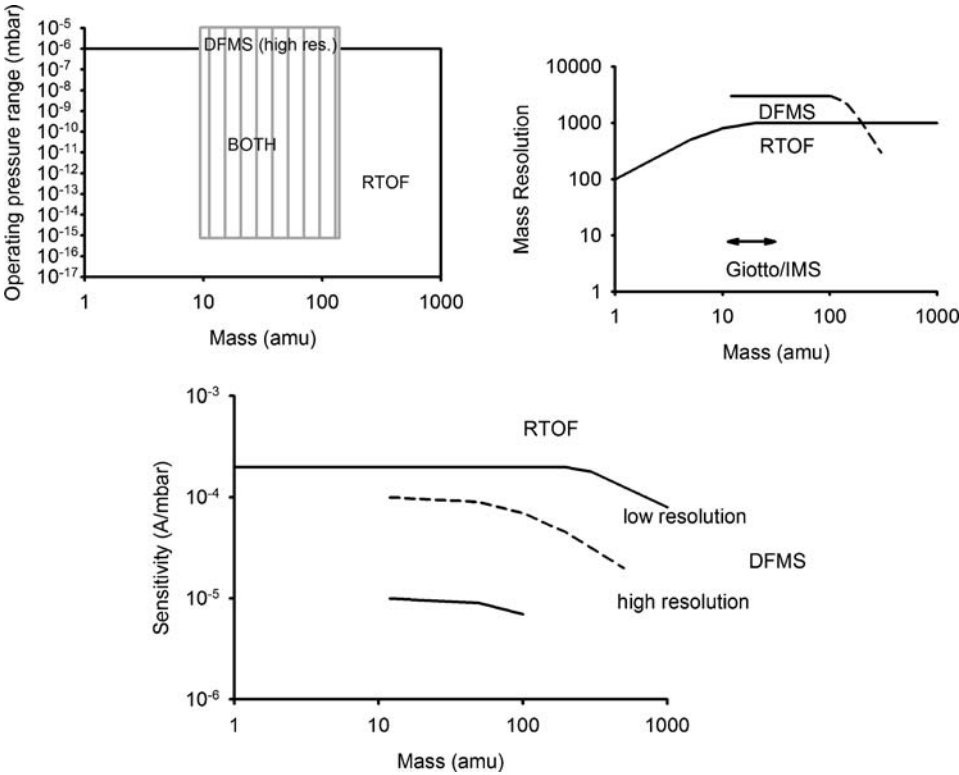 Operating pressure range (mbar)
10⁻⁵
10⁻⁶
10⁻⁷
10⁻⁸
10⁻⁹
10⁻¹⁰
10⁻¹¹
10⁻¹²
10⁻¹³
10⁻¹⁴
10⁻¹⁵
10⁻¹⁶
10⁻¹⁷
DFMS (high res.)
BOTH
RTOF
1 10 100 1000
Mass (amu)
Mass Resolution
10000
1000
100
10
1
DFMS
RTOF
Giotto/IMS
1 10 100 1000
Mass (amu)
Sensitivity (A/mbar)
10⁻³
10⁻⁴
10⁻⁵
10⁻⁶
RTOF
low resolution
DFMS
high resolution
1 10 100 1000
Mass (amu)